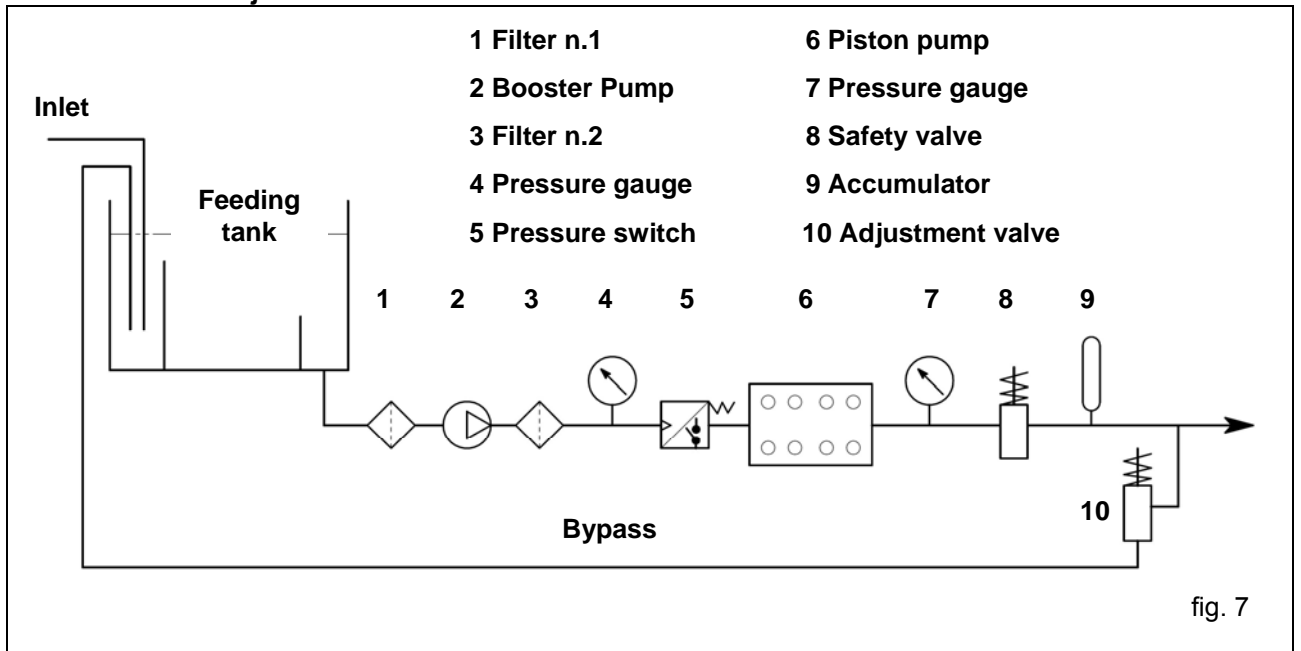 1 Filter n.1
6 Piston pump
2 Booster Pump
7 Pressure gauge
3 Filter n.2
8 Safety valve
4 Pressure gauge
9 Accumulator
5 Pressure switch
10 Adjustment valve
Inlet
Feeding
tank
1 2 3 4 5 6 7 8 9
10
Bypass
fig. 7